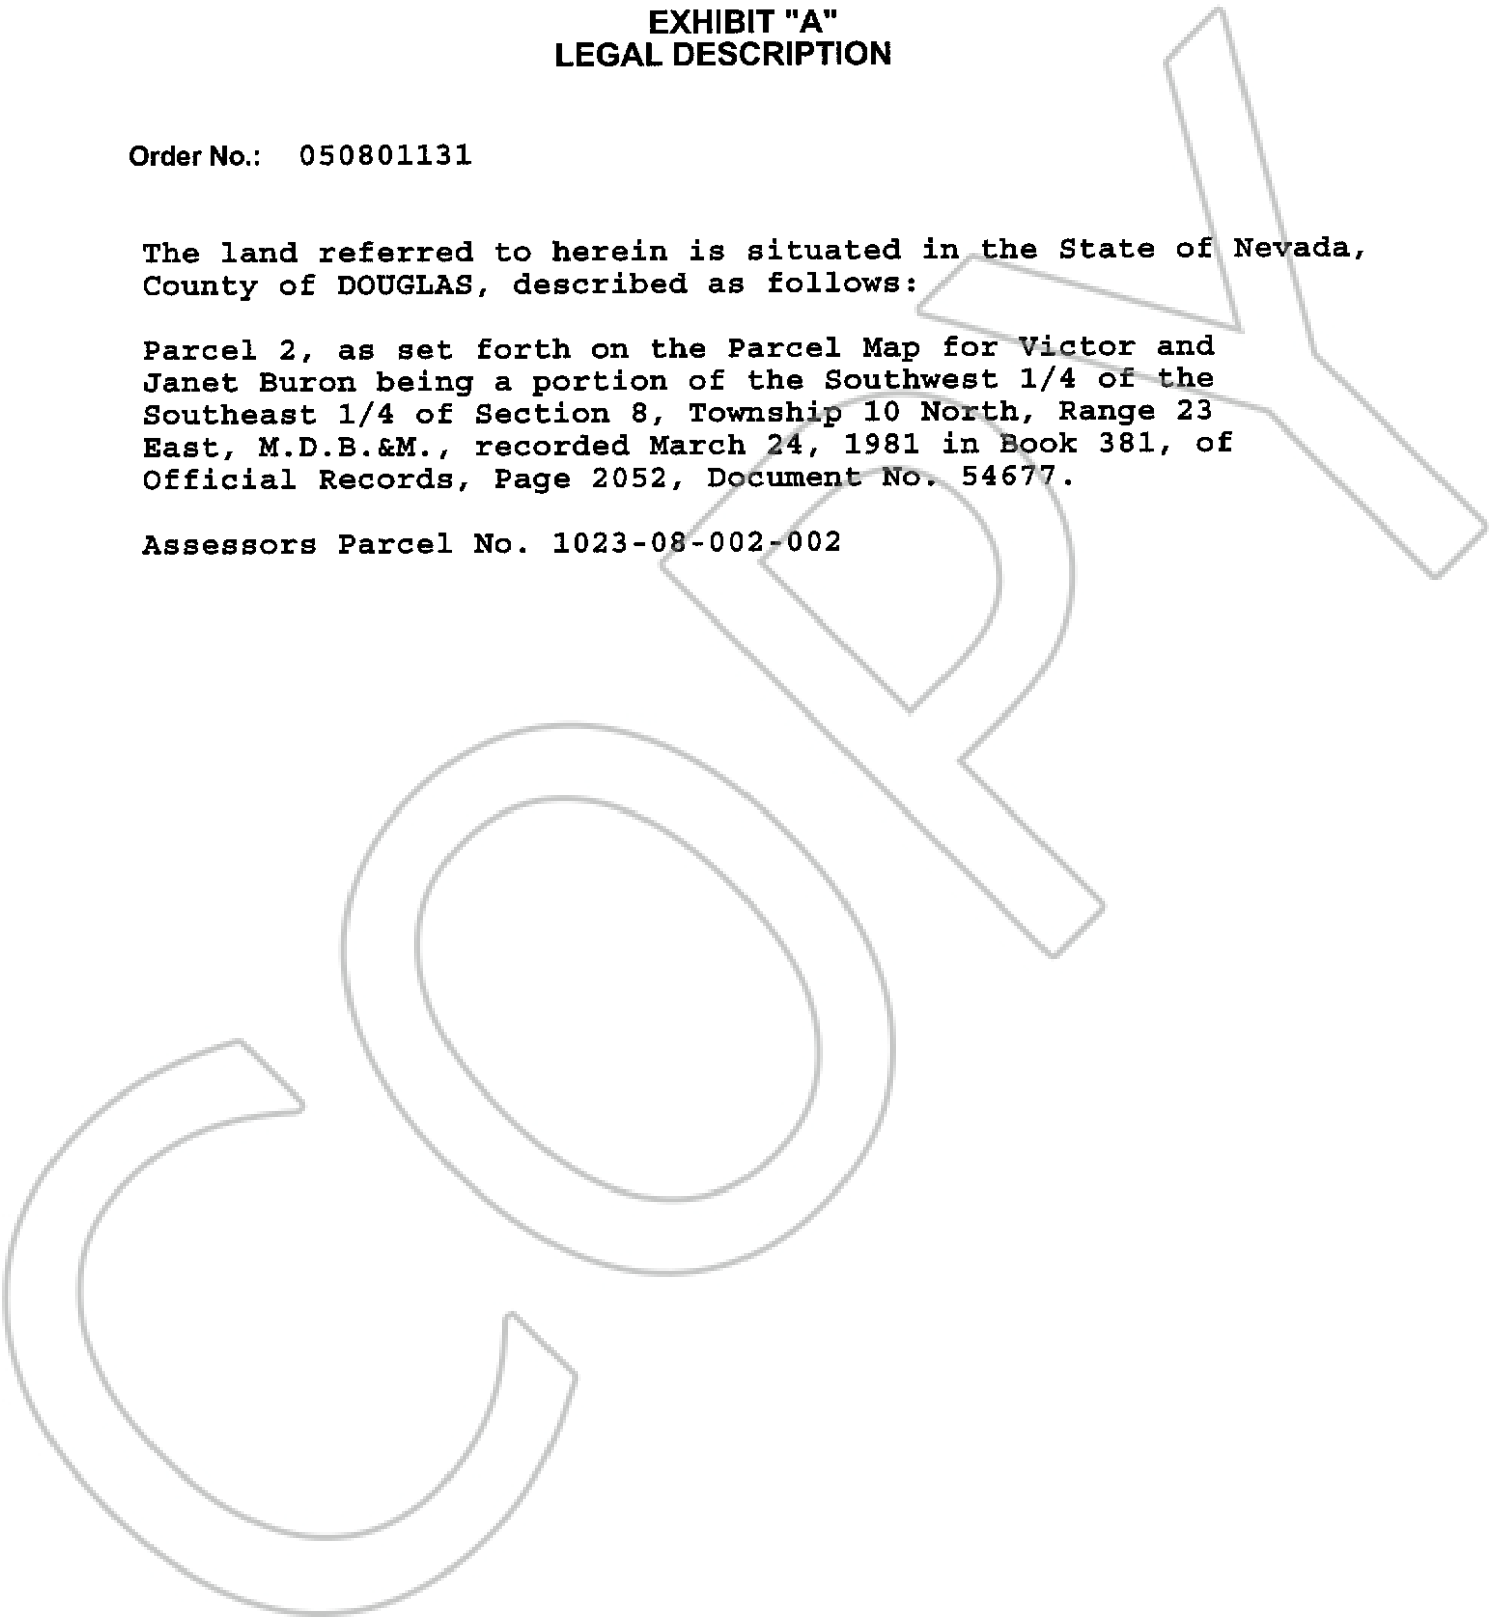 EXHIBIT "A"
LEGAL DESCRIPTION
Order No.: 050801131
The land referred to herein is situated in the State of Nevada,
County of DOUGLAS, described as follows:
Parcel 2, as set forth on the Parcel Map for Victor and
Janet Buron being a portion of the Southwest 1/4 of the
Southeast 1/4 of Section 8, Township 10 North, Range 23
East, M.D.B.&M., recorded March 24, 1981 in Book 381, of
Official Records, Page 2052, Document No. 54677.
Assessors Parcel No. 1023-08-002-002
COPY